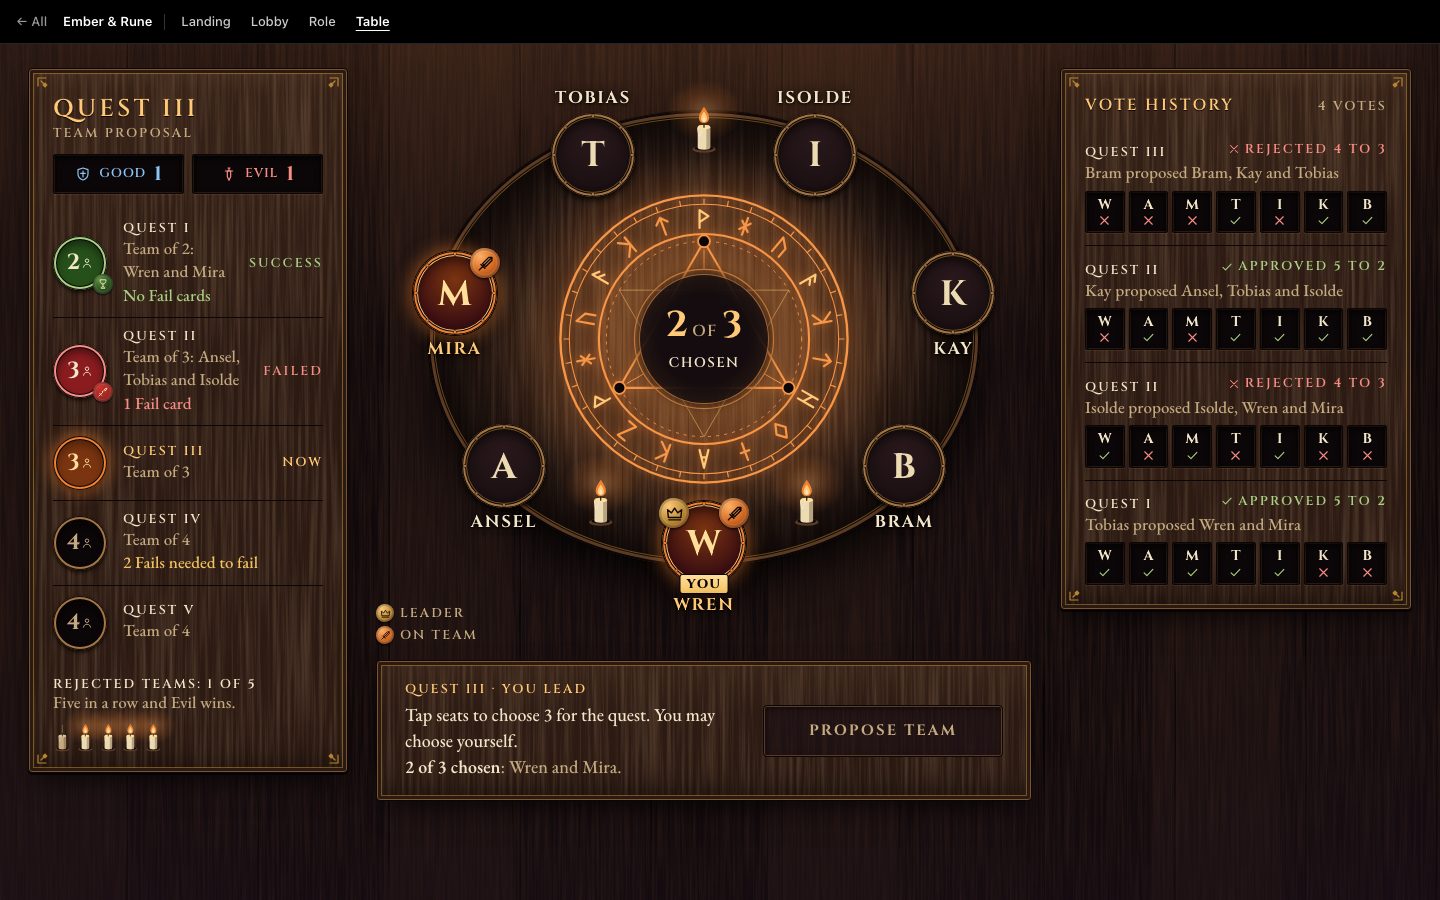 ← All Ember & Rune Landing Lobby Role Table
QUEST III
TEAM PROPOSAL
GOOD 1 EVIL 1
QUEST I
2
Team of 2:
Wren and Mira
No Fail cards
SUCCESS
QUEST II
3
Team of 3: Ansel,
Tobias and Isolde
1 Fail card
FAILED
QUEST III
3
Team of 3
NOW
QUEST IV
4
Team of 4
2 Fails needed to fail
QUEST V
4
Team of 4
REJECTED TEAMS: 1 OF 5
Five in a row and Evil wins.
TOBIAS
T
ISOLDE
I
M
MIRA
K
KAY
2 OF 3
CHOSEN
A
ANSEL
B
BRAM
W
YOU
WREN
LEADER
ON TEAM
QUEST III · YOU LEAD
Tap seats to choose 3 for the quest. You may
choose yourself.
2 of 3 chosen: Wren and Mira.
PROPOSE TEAM
VOTE HISTORY 4 VOTES
QUEST III REJECTED 4 TO 3
Bram proposed Bram, Kay and Tobias
W A M T I K B
QUEST II APPROVED 5 TO 2
Kay proposed Ansel, Tobias and Isolde
W A M T I K B
QUEST II REJECTED 4 TO 3
Isolde proposed Isolde, Wren and Mira
W A M T I K B
QUEST I APPROVED 5 TO 2
Tobias proposed Wren and Mira
W A M T I K B